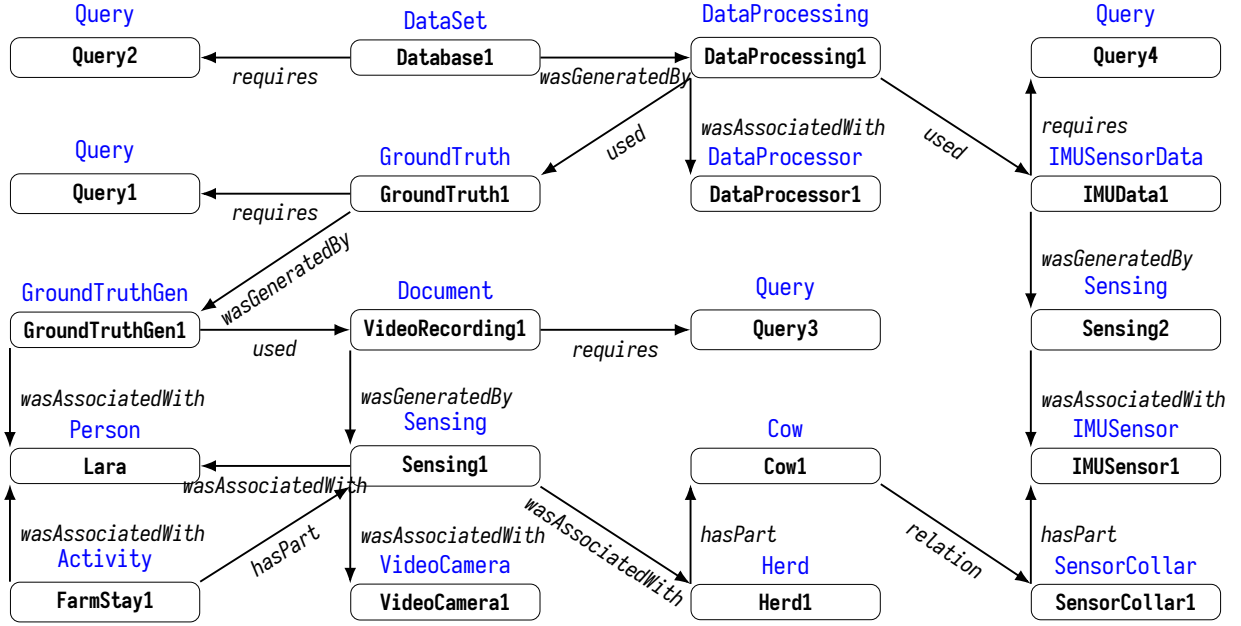 Query
DataSet
DataProcessing
Query
Query2
Database1
DataProcessing1
Query4
requires
wasGeneratedBy
used
wasAssociatedWith
used
requires
Query
GroundTruth
DataProcessor
IMUSensorData
Query1
GroundTruth1
DataProcessor1
IMUData1
requires
wasGeneratedBy
wasGeneratedBy
GroundTruthGen
Document
Query
Sensing
GroundTruthGen1
VideoRecording1
Query3
Sensing2
used
requires
wasAssociatedWith
wasGeneratedBy
wasAssociatedWith
Person
Sensing
Cow
IMUSensor
Lara
Sensing1
Cow1
IMUSensor1
wasAssociatedWith
wasAssociatedWith
hasPart
wasAssociatedWith
wasAssociatedWith
hasPart
relation
hasPart
Activity
VideoCamera
Herd
SensorCollar
FarmStay1
VideoCamera1
Herd1
SensorCollar1